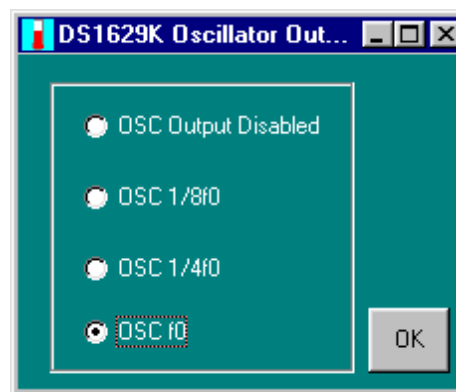 DS1629K Oscillator Out...
OSC Output Disabled
OSC 1/8f0
OSC 1/4f0
OSC f0
OK